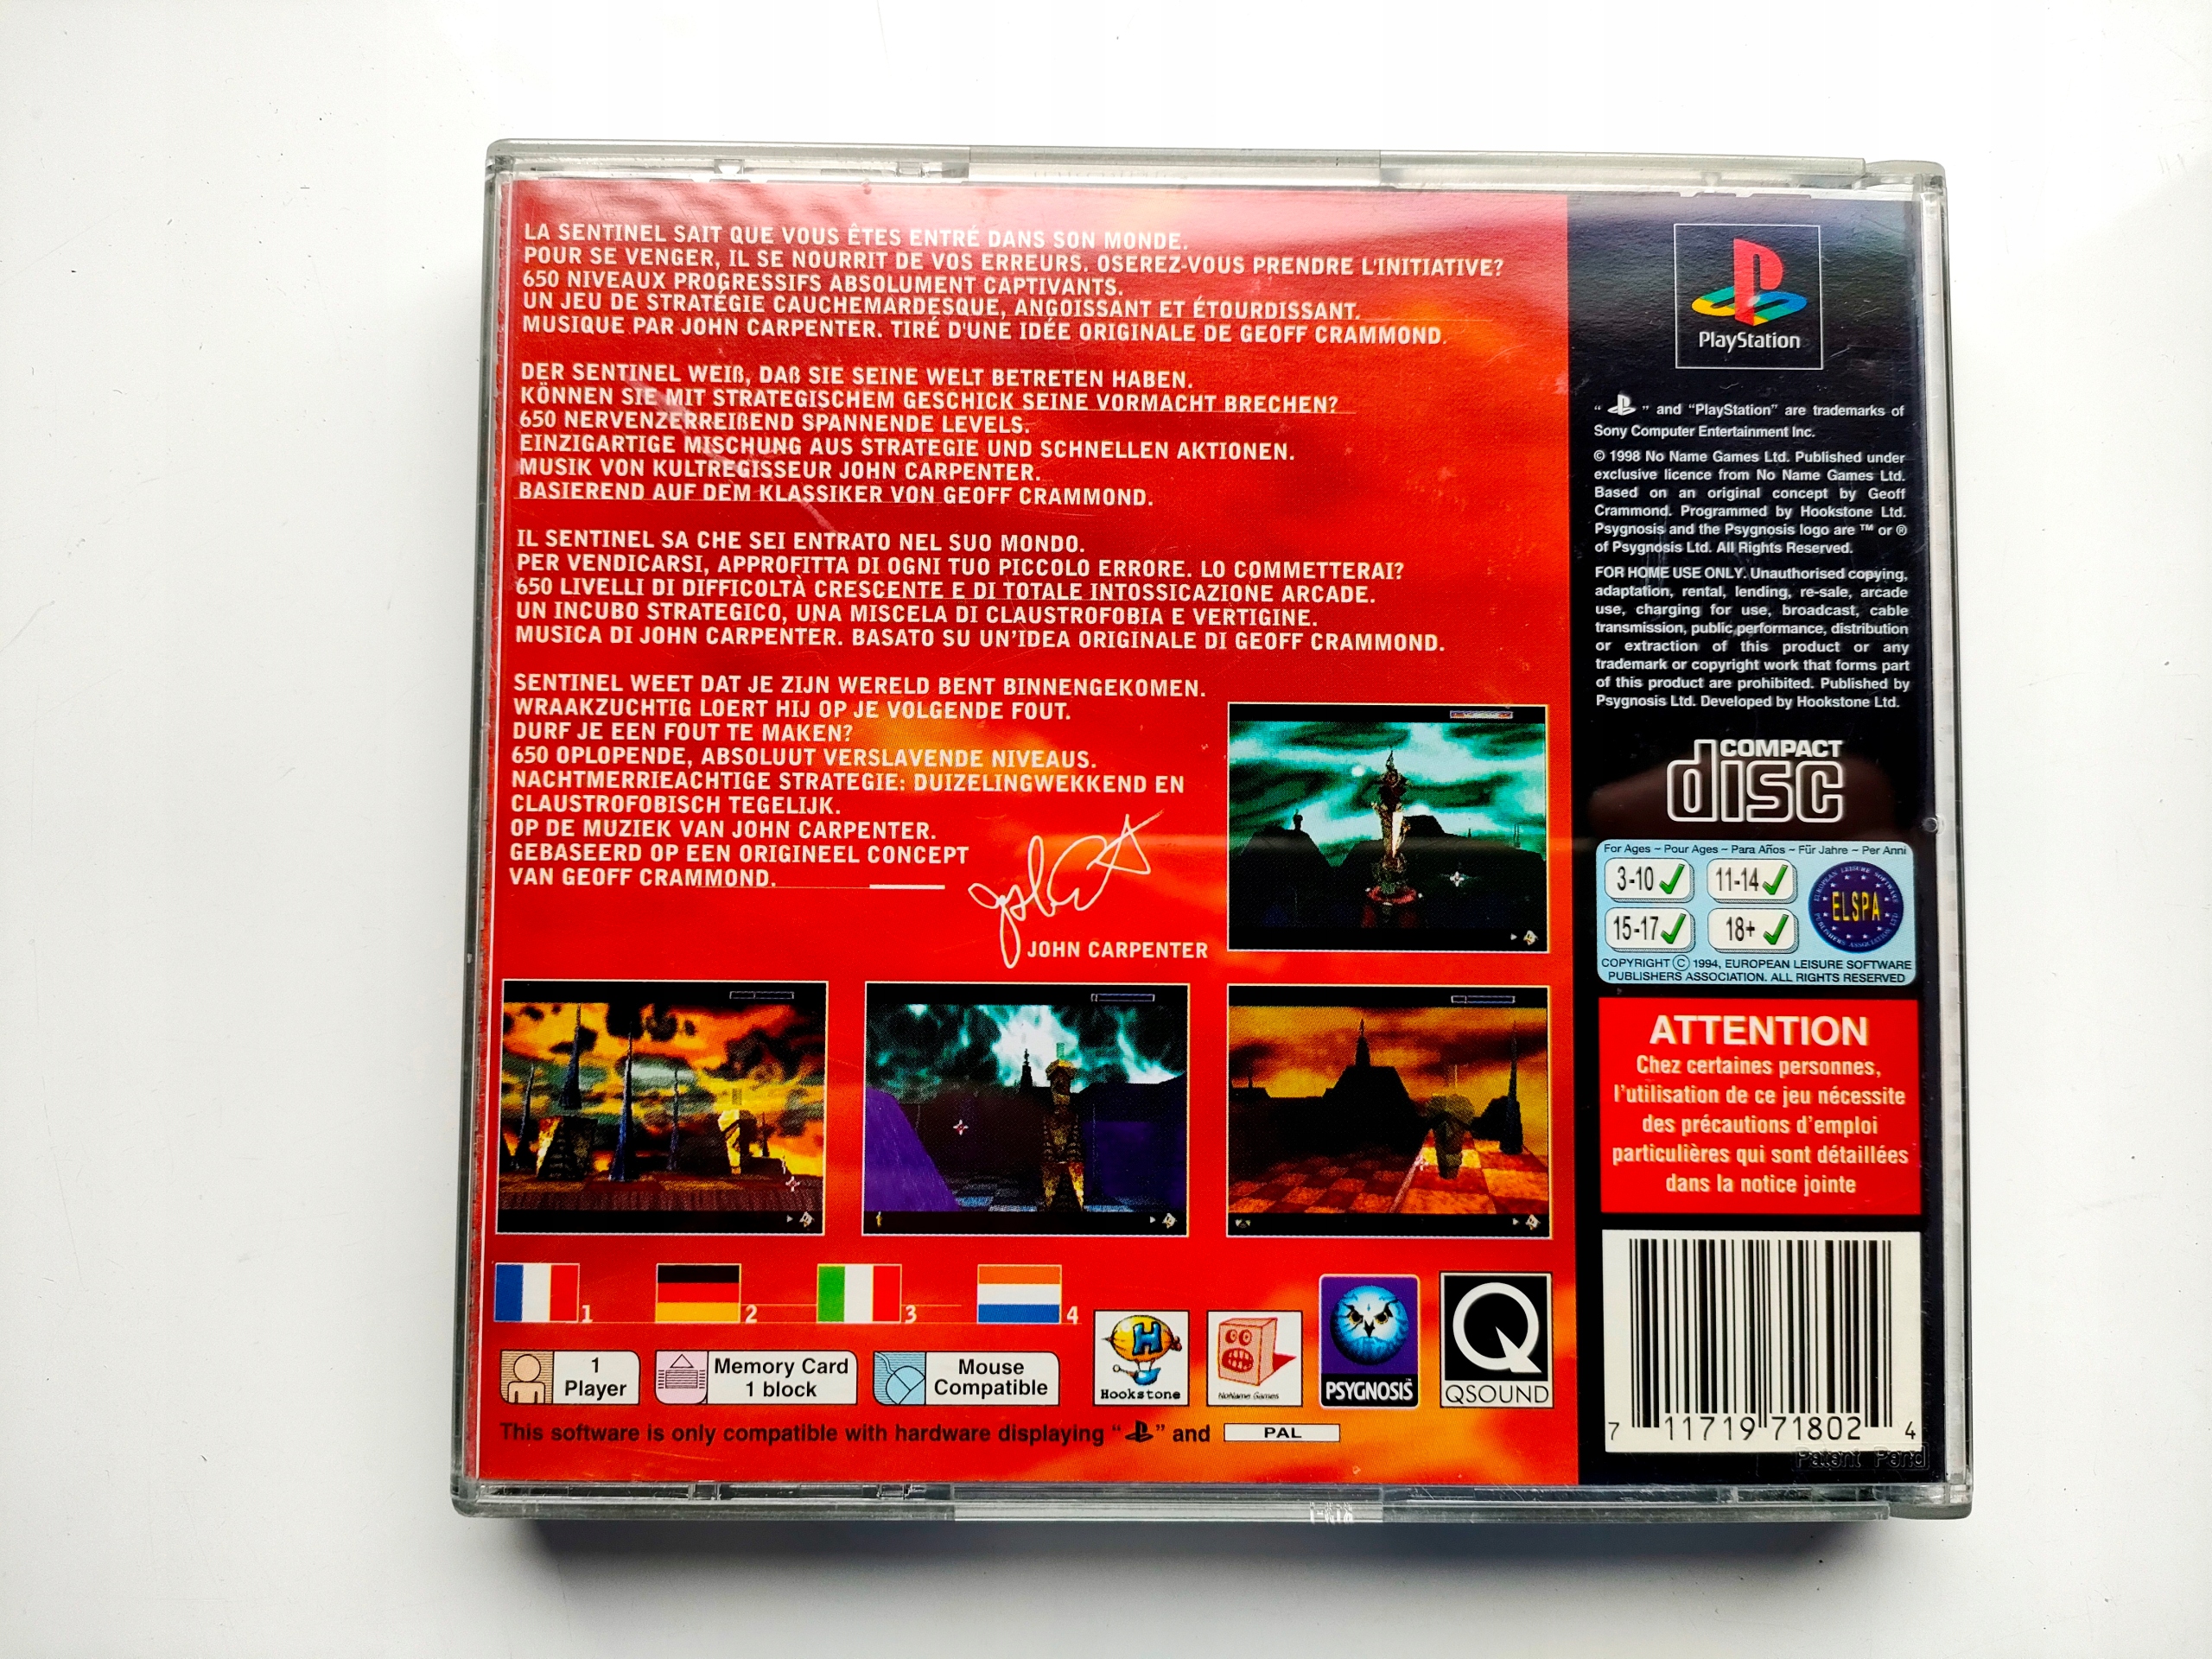 LA SENTINEL SAIT QUE VOUS ÊTES ENTRÉ DANS SON MONDE.
POUR SE VENGER, IL SE NOURRIT DE VOS ERREURS. OSEREZ-VOUS PRENDRE L'INITIATIVE?
650 NIVEAUX PROGRESSIFS ABSOLUMENT CAPTIVANTS.
UN JEU DE STRATÉGIE CAUCHEMARDESQUE, ANGOISSANT ET ÉTOURDISSANT.
MUSIQUE PAR JOHN CARPENTER. TIRÉ D'UNE IDÉE ORIGINALE DE GEOFF CRAMMOND.
DER SENTINEL WEIß, DAß SIE SEINE WELT BETRETEN HABEN.
KÖNNEN SIE MIT STRATEGISCHEM GESCHICK SEINE VORMACHT BRECHEN?
650 NERVENZERREIßEND SPANNENDE LEVELS.
EINZIGARTIGE MISCHUNG AUS STRATEGIE UND SCHNELLEN AKTIONEN.
MUSIK VON KULTREGISSEUR JOHN CARPENTER.
BASIEREND AUF DEM KLASSIKER VON GEOFF CRAMMOND.
IL SENTINEL SA CHE SEI ENTRATO NEL SUO MONDO.
PER VENDICARSI, APPROFITTA DI OGNI TUO PICCOLO ERRORE. LO COMMETTERAI?
650 LIVELLI DI DIFFICOLTÀ CRESCENTE E DI TOTALE INTOSSICAZIONE ARCADE.
UN INCUBO STRATEGICO, UNA MISCELA DI CLAUSTROFOBIA E VERTIGINE.
MUSICA DI JOHN CARPENTER. BASATO SU UN'IDEA ORIGINALE DI GEOFF CRAMMOND.
SENTINEL WEET DAT JE ZIJN WERELD BENT BINNENGEKOMEN.
WRAAKZUCHTIG LOERT HIJ OP JE VOLGENDE FOUT.
DURF JE EEN FOUT TE MAKEN?
650 OPLOPENDE, ABSOLUUT VERSLAVENDE NIVEAUS.
NACHTMERRIEACHTIGE STRATEGIE: DUIZELINGWEKKEND EN
CLAUSTROFOBISCH TEGELIJK.
OP DE MUZIEK VAN JOHN CARPENTER.
GEBASEERD OP EEN ORIGINEEL CONCEPT
VAN GEOFF CRAMMOND.
JOHN CARPENTER
1
2
3
4
1
Player
Memory Card
1 block
Mouse
Compatible
H
Hookstone
NoName Games
PSYGNOSIS™
QSOUND
This software is only compatible with hardware displaying " " and PAL
PlayStation
" " and "PlayStation" are trademarks of
Sony Computer Entertainment Inc.
© 1998 No Name Games Ltd. Published under
exclusive licence from No Name Games Ltd.
Based on an original concept by Geoff
Crammond. Programmed by Hookstone Ltd.
Psygnosis and the Psygnosis logo are ™ or ®
of Psygnosis Ltd. All Rights Reserved.
FOR HOME USE ONLY. Unauthorised copying,
adaptation, rental, lending, re-sale, arcade
use, charging for use, broadcast, cable
transmission, public performance, distribution
or extraction of this product or any
trademark or copyright work that forms part
of this product are prohibited. Published by
Psygnosis Ltd. Developed by Hookstone Ltd.
COMPACT
disc
For Ages ~ Pour Ages ~ Para Años ~ Für Jahre ~ Per Anni
3-10 11-14
15-17 18+
EUROPEAN LEISURE SOFTWARE PUBLISHERS ASSOCIATION LTD
ELSPA
COPYRIGHT © 1994, EUROPEAN LEISURE SOFTWARE
PUBLISHERS ASSOCIATION. ALL RIGHTS RESERVED
ATTENTION
Chez certaines personnes,
l'utilisation de ce jeu nécessite
des précautions d'emploi
particulières qui sont détaillées
dans la notice jointe
7 11719 71802 4
Patent Pend